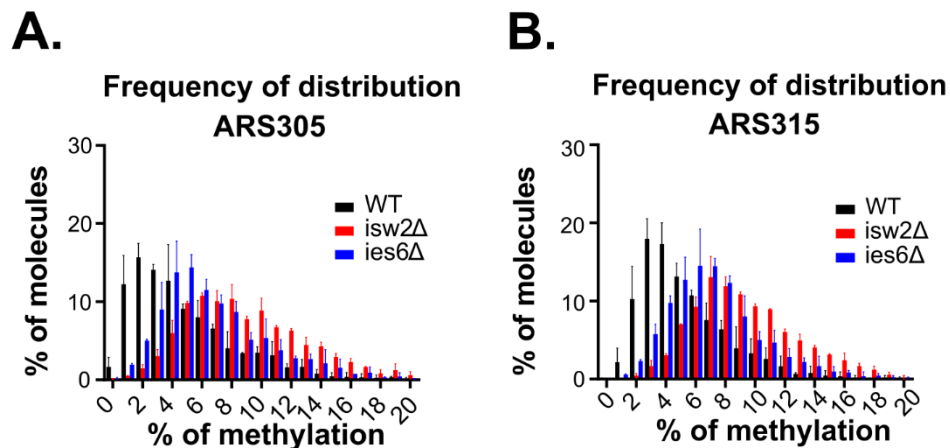 A.
Frequency of distribution
ARS305
% of molecules
30
20
10
0
WT
isw2Δ
ies6Δ
0 2 4 6 8 10 12 14 16 18 20
% of methylation
B.
Frequency of distribution
ARS315
% of molecules
30
20
10
0
WT
isw2Δ
ies6Δ
0 2 4 6 8 10 12 14 16 18 20
% of methylation